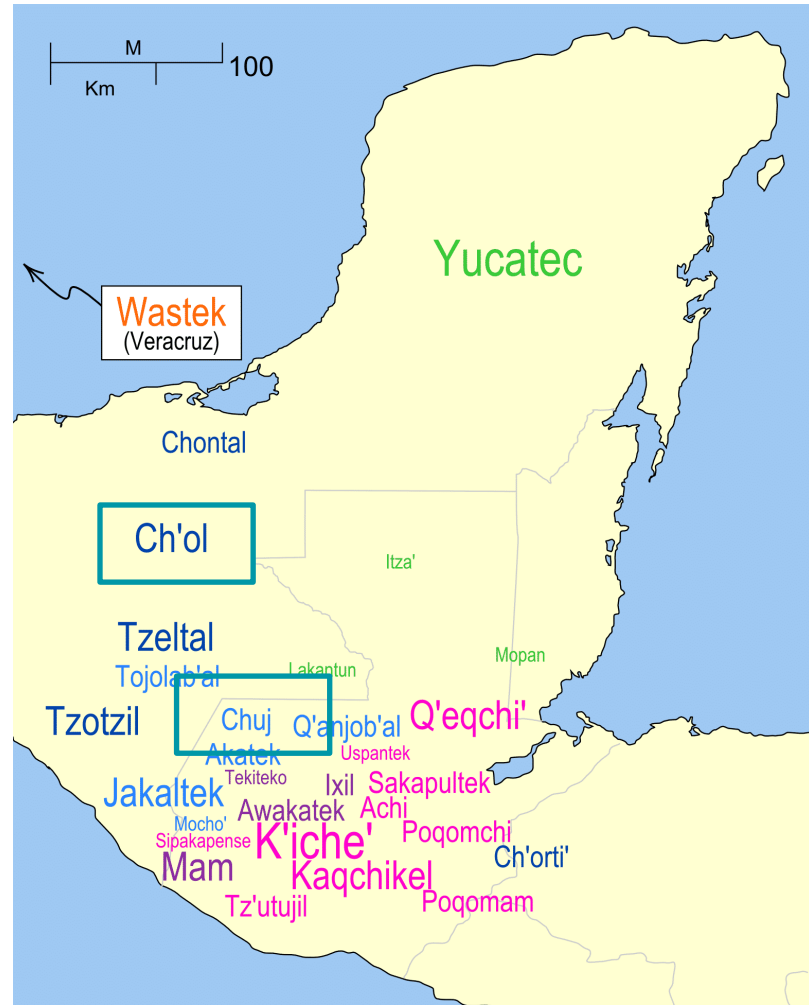 M
100
Km
Yucatec
Wastek
(Veracruz)
Chontal
Ch'ol
Itza'
Tzeltal
Mopan
Lakantun
Tojolab'al
Tzotzil
Chuj
Q'anjob'al
Q'eqchi'
Akatek
Uspantek
Tekiteko
Ixil
Sakapultek
Jakaltek
Awakatek
Achi
Mocho'
Poqomchi
Sipakapense
K'iche'
Ch'orti'
Mam
Kaqchikel
Tz'utujil
Poqomam